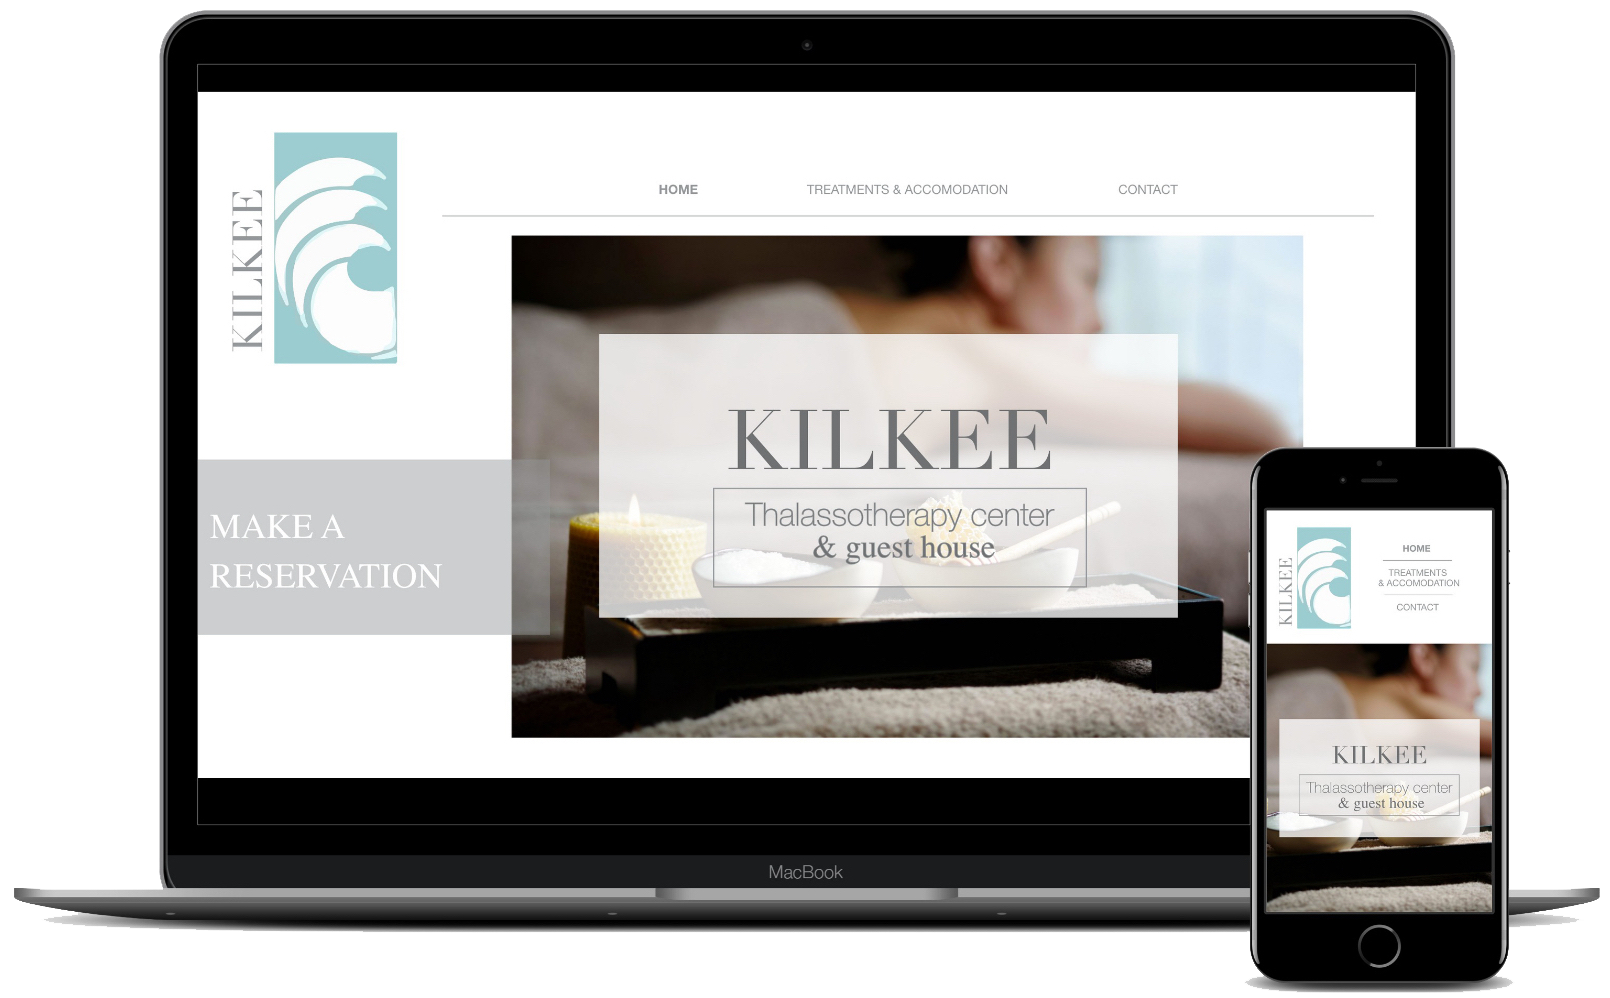 KILKEE
HOME
TREATMENTS & ACCOMODATION
CONTACT
KILKEE
Thalassotherapy center
& guest house
MAKE A
RESERVATION
MacBook
KILKEE
HOME
TREATMENTS
& ACCOMODATION
CONTACT
KILKEE
Thalassotherapy center
& guest house